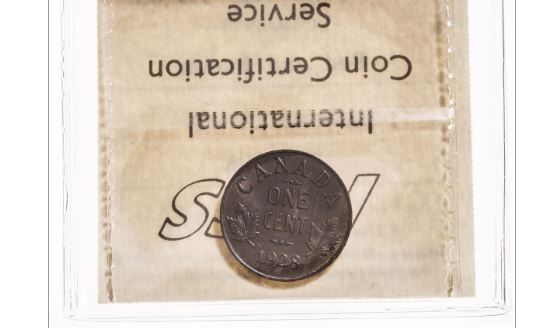 International
Coin Certification
Service
CANADA
ONE
CENT
1928